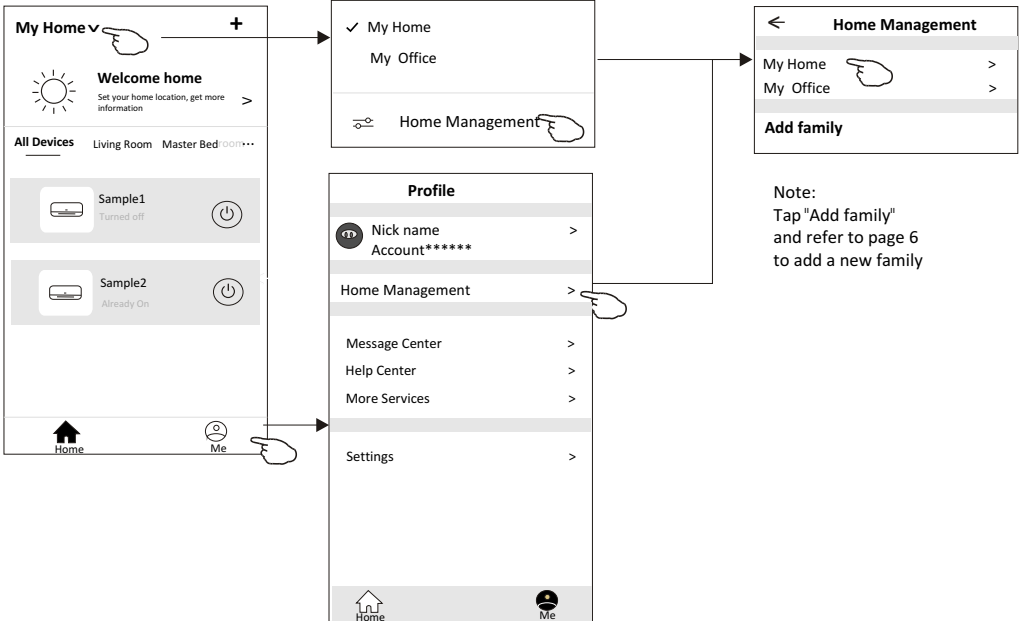 My Home
+
Welcome home
Set your home location, get more
information
>
All Devices Living Room Master Bedroom ···
Sample1
Turned off
Sample2
Already On
Home
Me
✓ My Home
My Office
Home Management
Profile
Nick name >
Account******
Home Management >
Message Center >
Help Center >
More Services >
Settings >
Home
Me
Home Management
My Home >
My Office >
Add family
Note:
Tap "Add family"
and refer to page 6
to add a new family